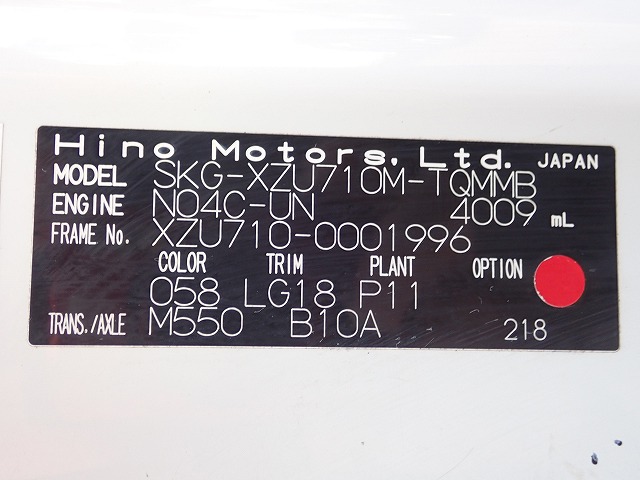 Hino Motors, Ltd. JAPAN
MODEL SKG-XZU710M-TQMMB
ENGINE N04C-UN 4009 mL
FRAME No. XZU710-0001996
COLOR TRIM PLANT OPTION
058 LG18 P11
TRANS./AXLE M550 B10A 218